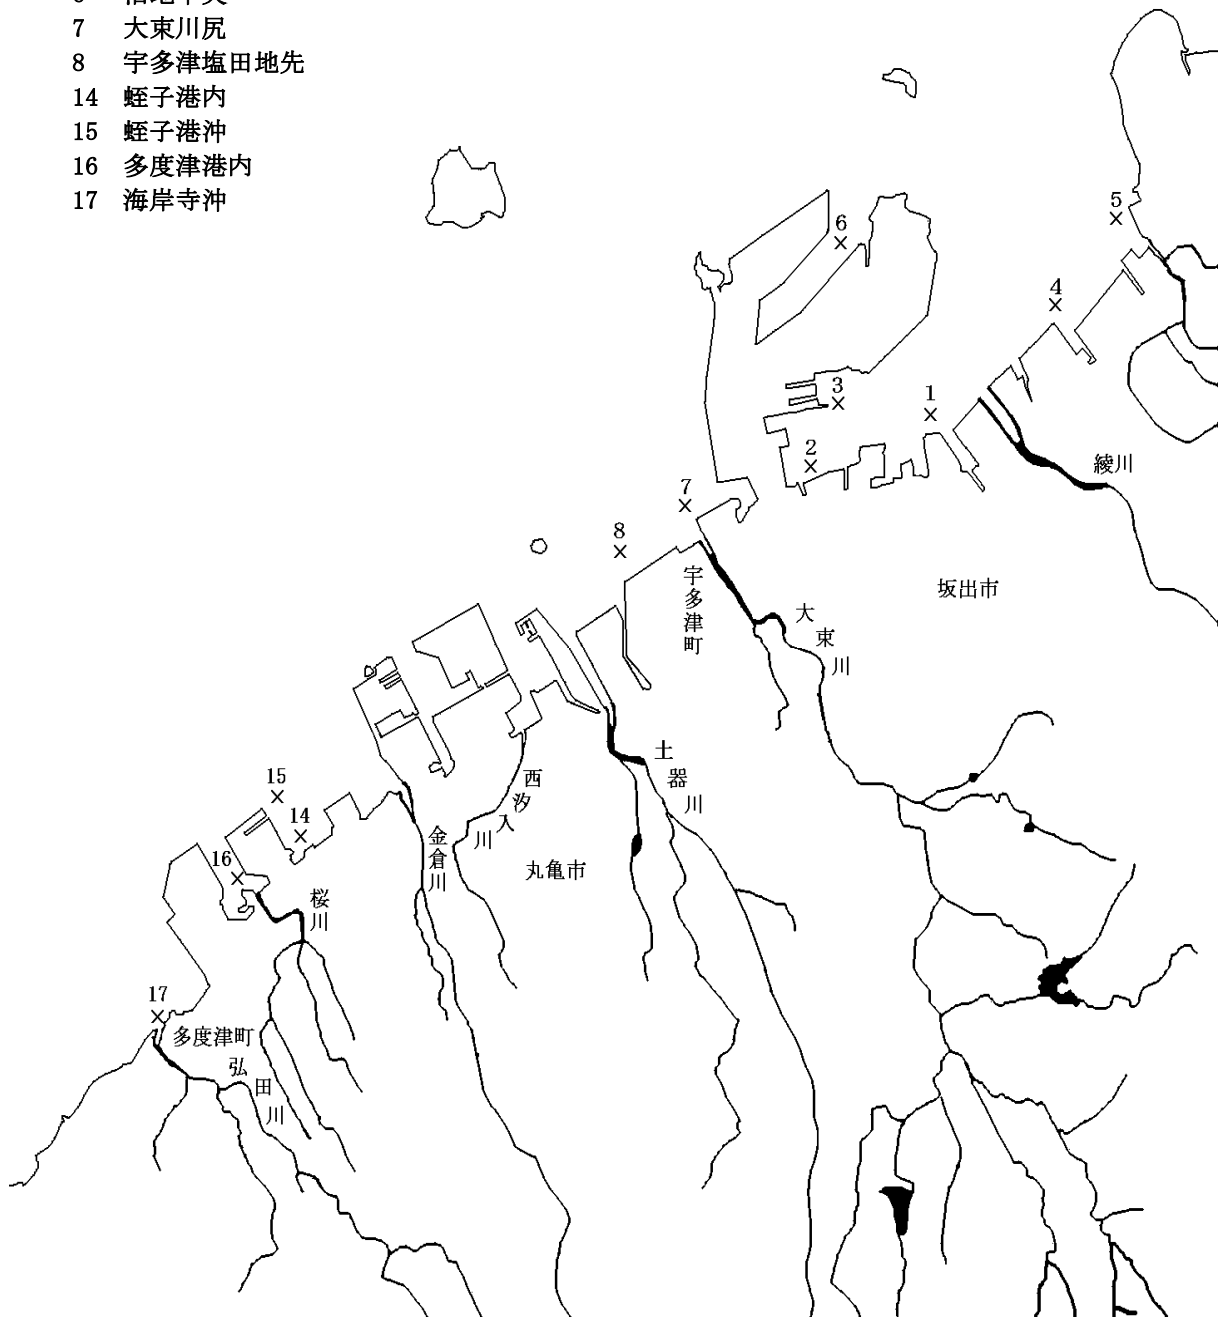 7 大束川尻
8 宇多津塩田地先
14 蛭子港内
15 蛭子港沖
16 多度津港内
17 海岸寺沖
5
6
4
3
1
2
綾川
7
8
坂出市
宇多津町
大束川
土器川
西汐入川
15
14
金倉川
丸亀市
16
桜川
17
多度津町
弘田川